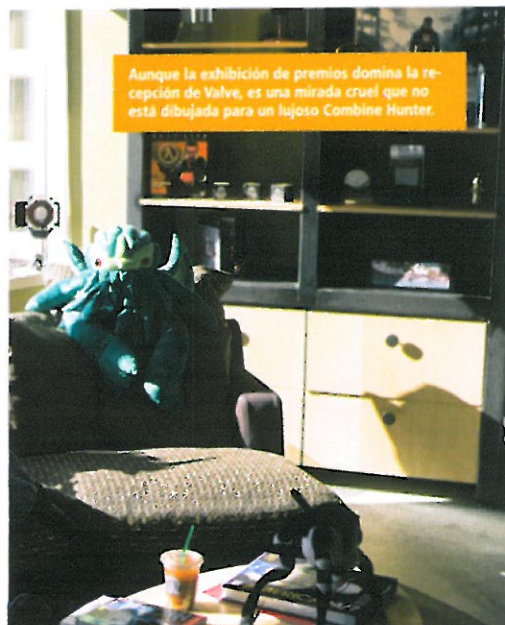 Aunque la exhibición de premios domina la re-
cepción de Valve, es una mirada cruel que no
está dibujada para un lujoso Combine Hunter.